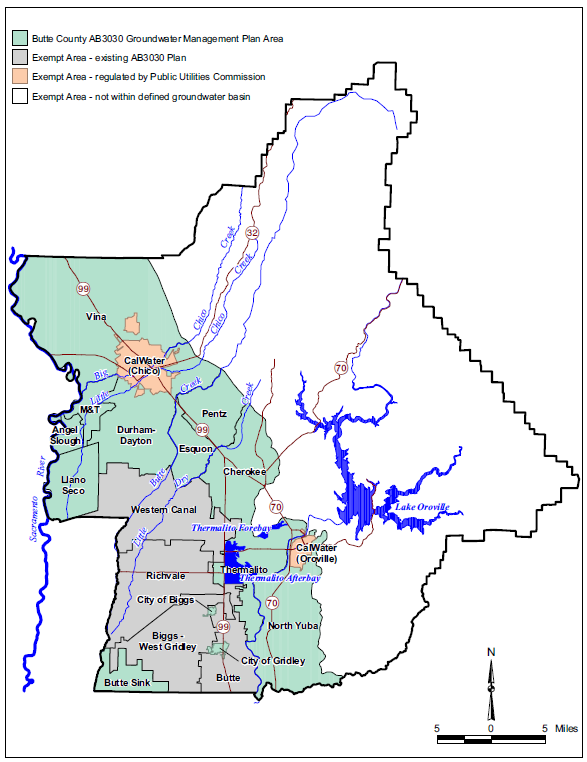 Butte County AB3030 Groundwater Management Plan Area
Exempt Area - existing AB3030 Plan
Exempt Area - regulated by Public Utilities Commission
Exempt Area - not within defined groundwater basin
32
Creek
Creek
99
Vina
Chico
Chico
CalWater
(Chico)
70
Big
Little
Creek
Creek
M&T
Pentz
Angel
Slough
Durham-
Dayton
99
Esquon
River
Llano
Seco
Butte
Dry
Cherokee
Sacramento
Western Canal
70
Lake Oroville
Little
Thermalito Forebay
CalWater
(Oroville)
Thermalito
Richvale
Thermalito Afterbay
City of Biggs
70
99
North Yuba
Biggs -
West Gridley
City of Gridley
Butte Sink
Butte
N
5
0
5
Miles